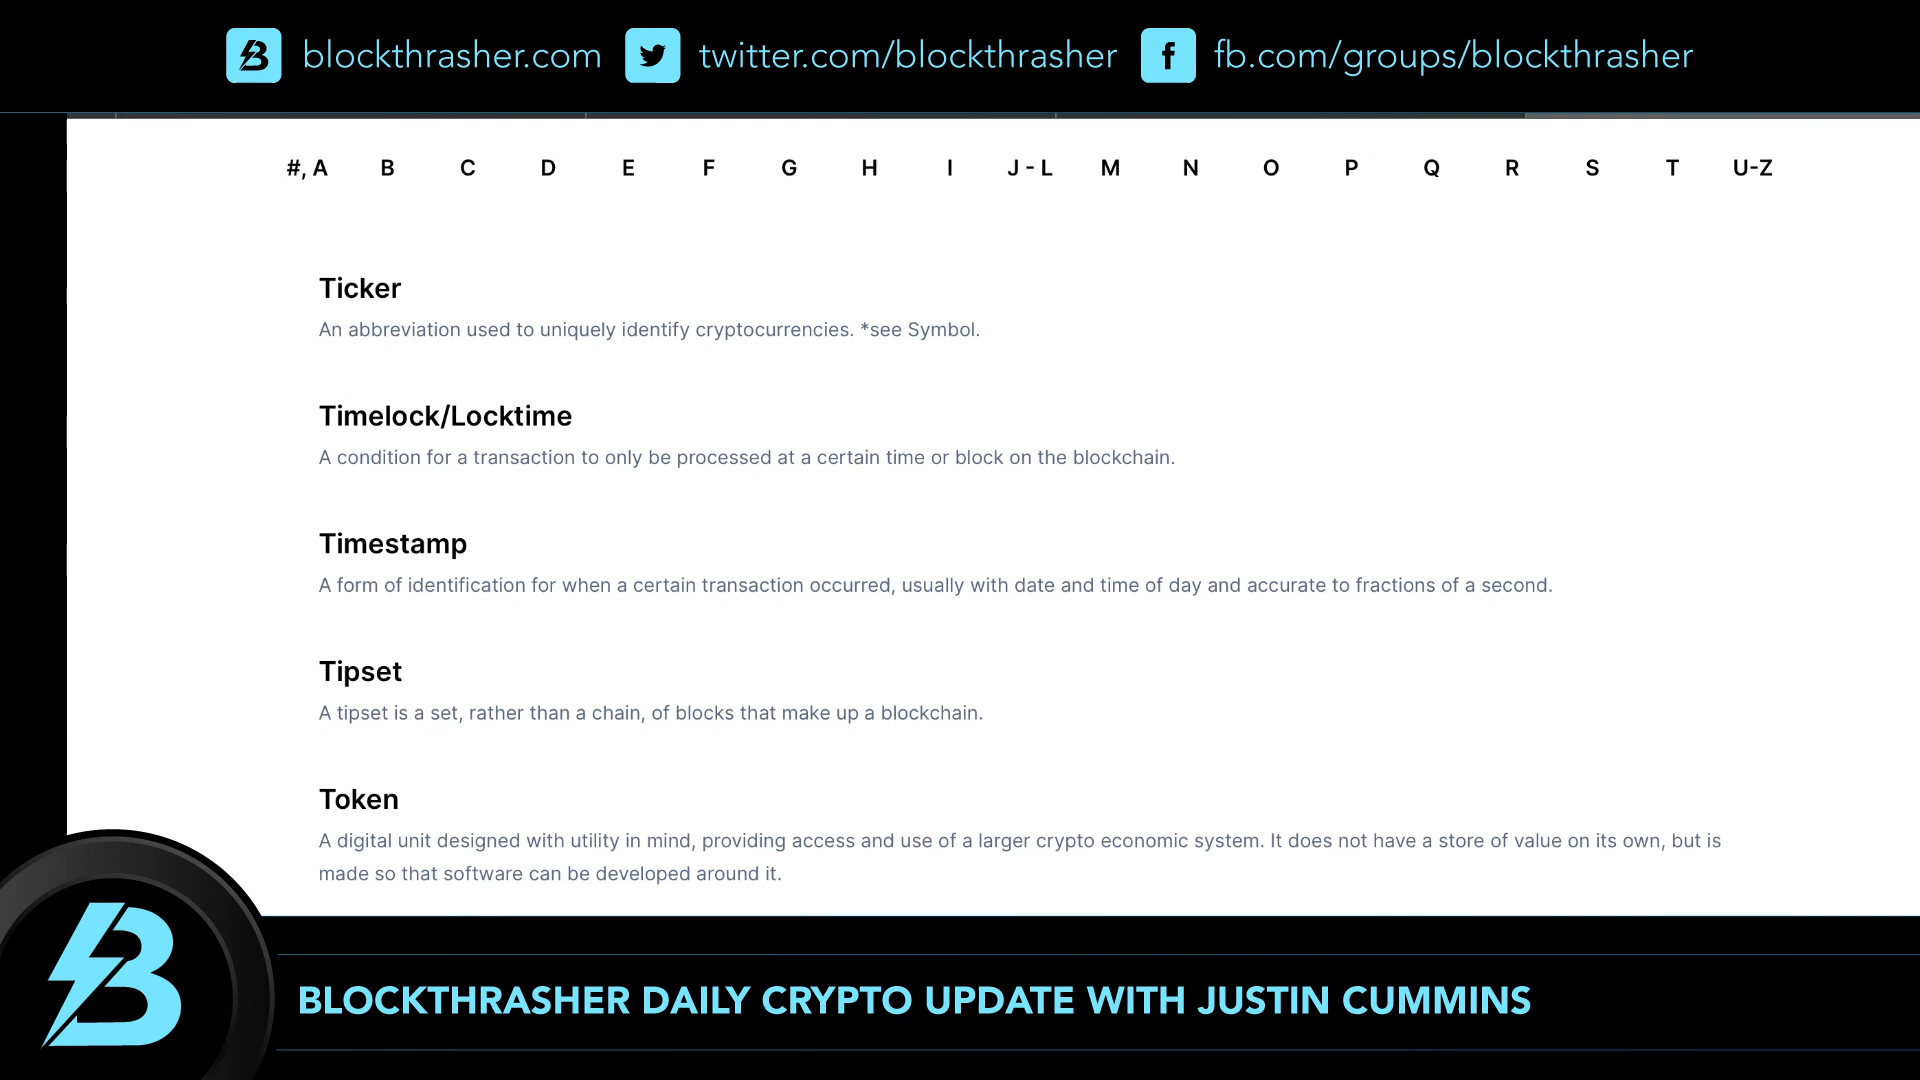 blockthrasher.com twitter.com/blockthrasher fb.com/groups/blockthrasher
#, A B C D E F G H I J - L M N O P Q R S T U-Z
Ticker
An abbreviation used to uniquely identify cryptocurrencies. *see Symbol.
Timelock/Locktime
A condition for a transaction to only be processed at a certain time or block on the blockchain.
Timestamp
A form of identification for when a certain transaction occurred, usually with date and time of day and accurate to fractions of a second.
Tipset
A tipset is a set, rather than a chain, of blocks that make up a blockchain.
Token
A digital unit designed with utility in mind, providing access and use of a larger crypto economic system. It does not have a store of value on its own, but is
made so that software can be developed around it.
BLOCKTHRASHER DAILY CRYPTO UPDATE WITH JUSTIN CUMMINS